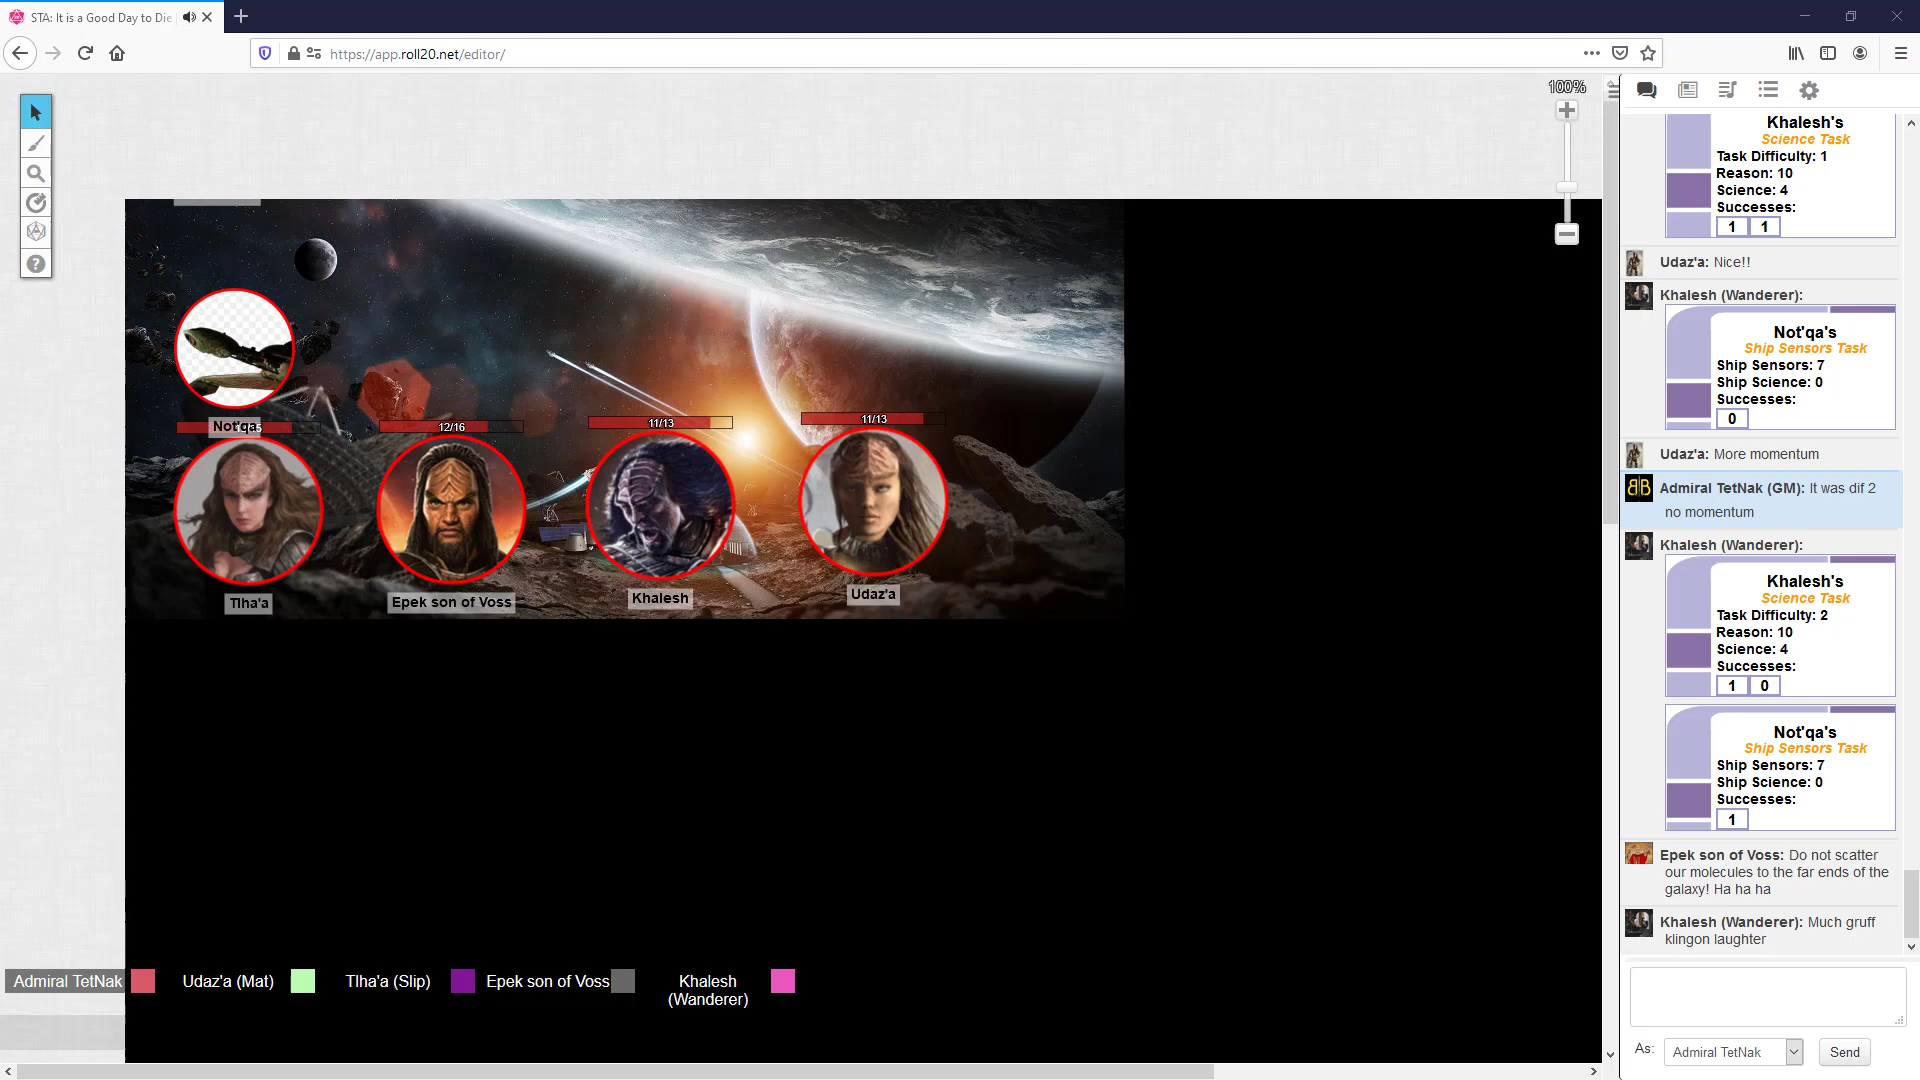 STA: It is a Good Day to Die
https://app.roll20.net/editor/
100%
Not'qa
12/16
11/13
11/13
Tlha'a
Epek son of Voss
Khalesh
Udaz'a
Admiral TetNak
Udaz'a (Mat)
Tlha'a (Slip)
Epek son of Voss
Khalesh
(Wanderer)
Khalesh's
Science Task
Task Difficulty: 1
Reason: 10
Science: 4
Successes:
1 1
Udaz'a: Nice!!
Khalesh (Wanderer):
Not'qa's
Ship Sensors Task
Ship Sensors: 7
Ship Science: 0
Successes:
0
Udaz'a: More momentum
Admiral TetNak (GM): It was dif 2
no momentum
Khalesh (Wanderer):
Khalesh's
Science Task
Task Difficulty: 2
Reason: 10
Science: 4
Successes:
1 0
Not'qa's
Ship Sensors Task
Ship Sensors: 7
Ship Science: 0
Successes:
1
Epek son of Voss: Do not scatter
our molecules to the far ends of the
galaxy! Ha ha ha
Khalesh (Wanderer): Much gruff
klingon laughter
As: Admiral TetNak Send